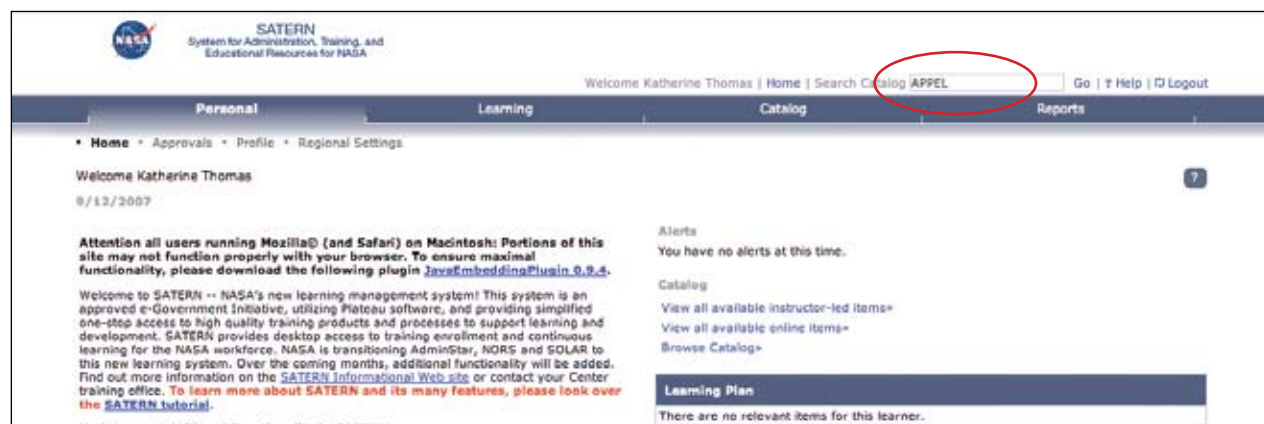 NASA
SATERN
System for Administration, Training, and
Educational Resources for NASA
Welcome Katherine Thomas | Home | Search Catalog APPEL Go | ? Help | Logout
Personal Learning Catalog Reports
• Home • Approvals • Profile • Regional Settings
Welcome Katherine Thomas
?
/12/2007
Attention all users running Mozilla© (and Safari) on Macintosh: Portions of this
site may not function properly with your browser. To ensure maximal
functionality, please download the following plugin JavaEmbeddingPlugin 0.9.4.
Welcome to SATERN -- NASA's new learning management system! This system is an
approved e-Government Initiative, utilizing Plateau software, and providing simplified
one-stop access to high quality training products and processes to support learning and
development. SATERN provides desktop access to training enrollment and continuous
learning for the NASA workforce. NASA is transitioning AdminStar, NORS and SOLAR to
this new learning system. Over the coming months, additional functionality will be added.
Find out more information on the SATERN Informational Web site or contact your Center
training office. To learn more about SATERN and its many features, please look over
the SATERN tutorial.
Alerts
You have no alerts at this time.
Catalog
View all available instructor-led items»
View all available online items»
Browse Catalog»
Learning Plan
There are no relevant items for this learner.